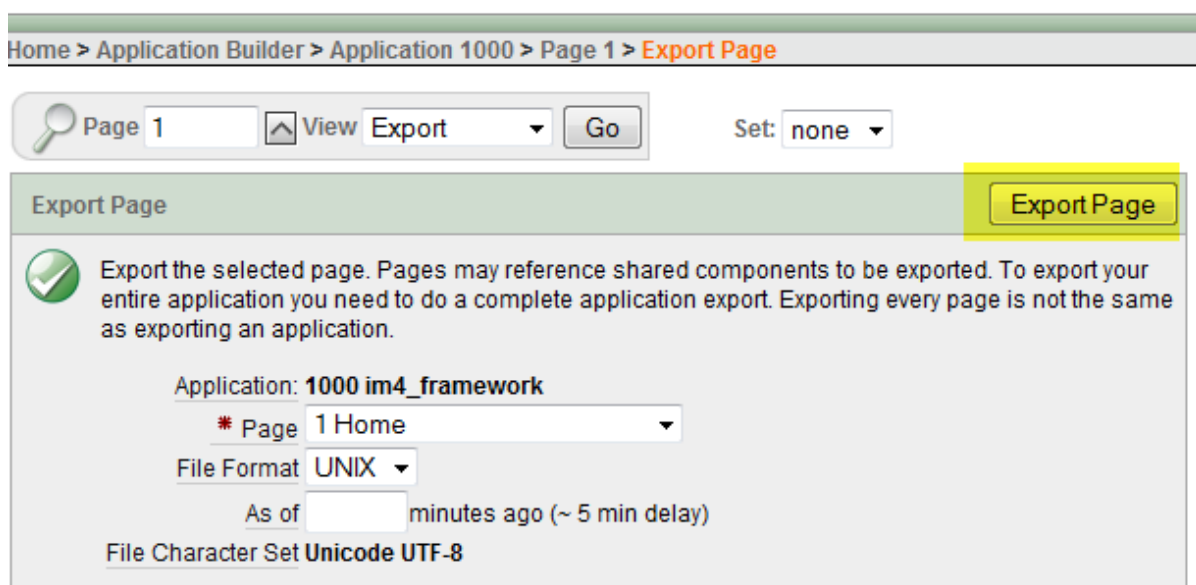 Home > Application Builder > Application 1000 > Page 1 > Export Page
Page 1 View Export Go Set: none
Export Page Export Page
Export the selected page. Pages may reference shared components to be exported. To export your
entire application you need to do a complete application export. Exporting every page is not the same
as exporting an application.
Application: 1000 im4_framework
* Page 1 Home
File Format UNIX
As of minutes ago (~ 5 min delay)
File Character Set Unicode UTF-8